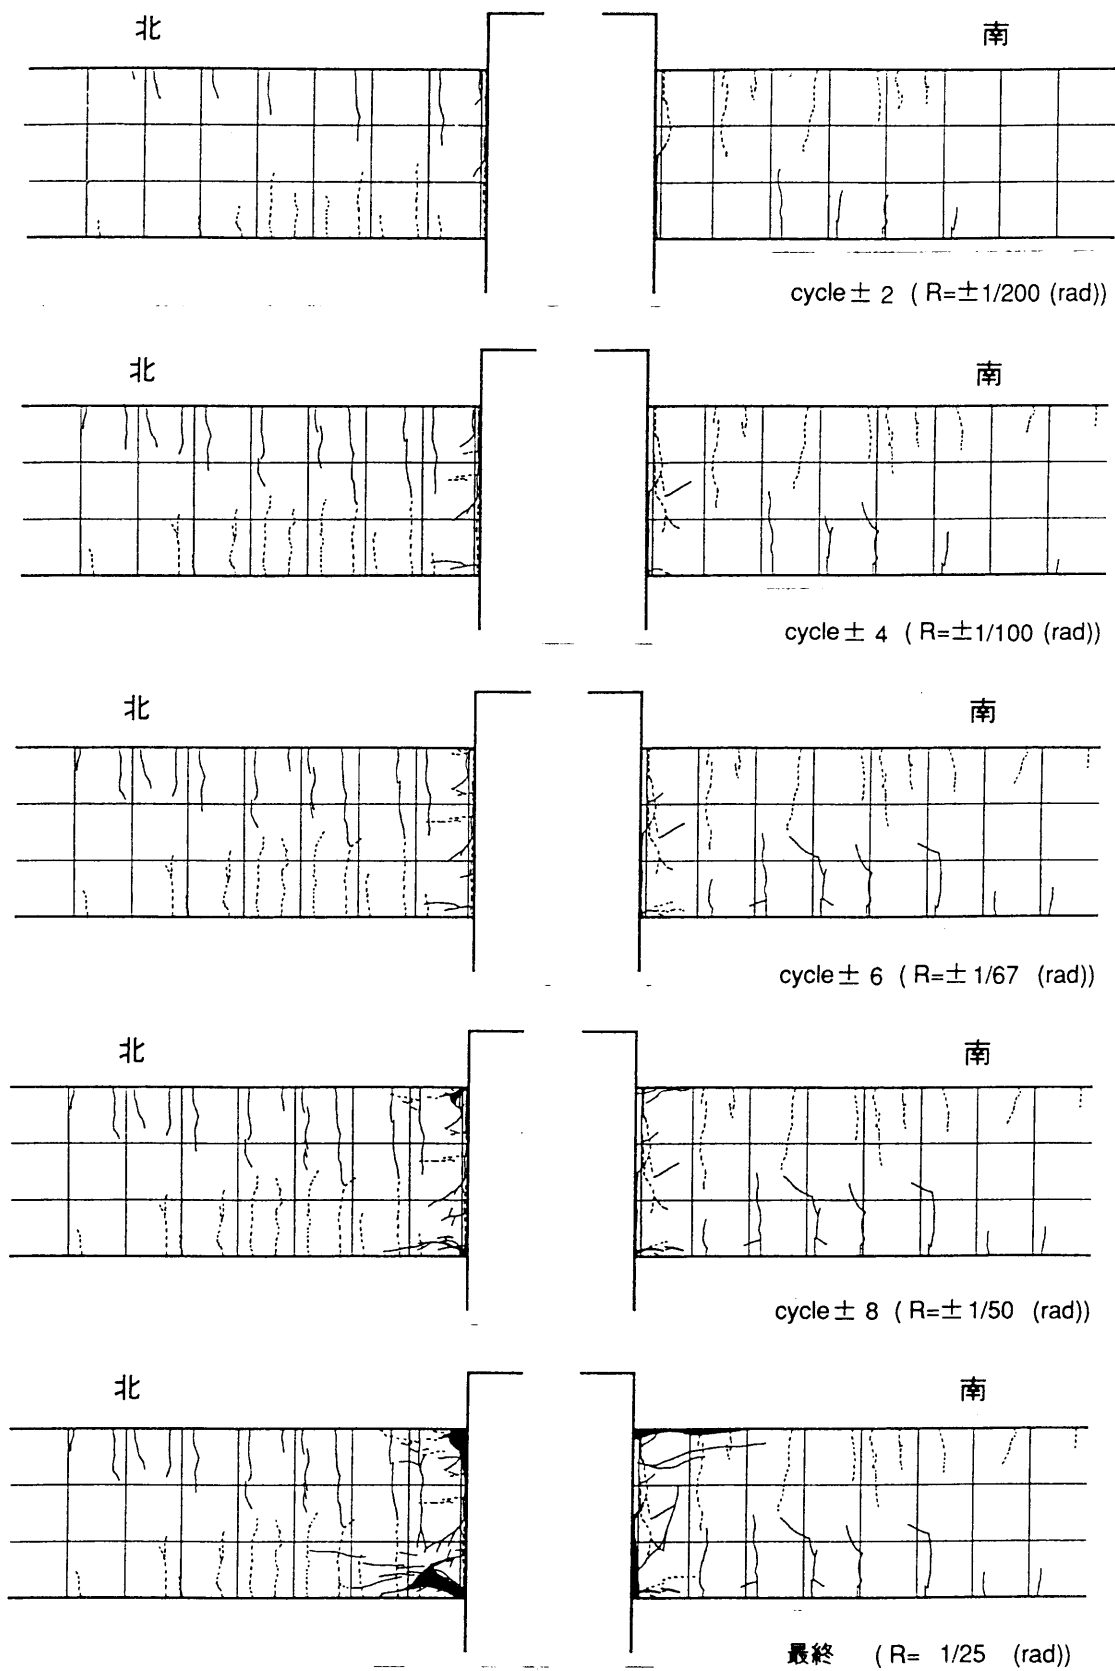 北 南
cycle ± 2 ( R=±1/200 (rad))
北 南
cycle ± 4 ( R=±1/100 (rad))
北 南
cycle ± 6 ( R=± 1/67 (rad))
北 南
cycle ± 8 ( R=± 1/50 (rad))
北 南
最終 ( R= 1/25 (rad))